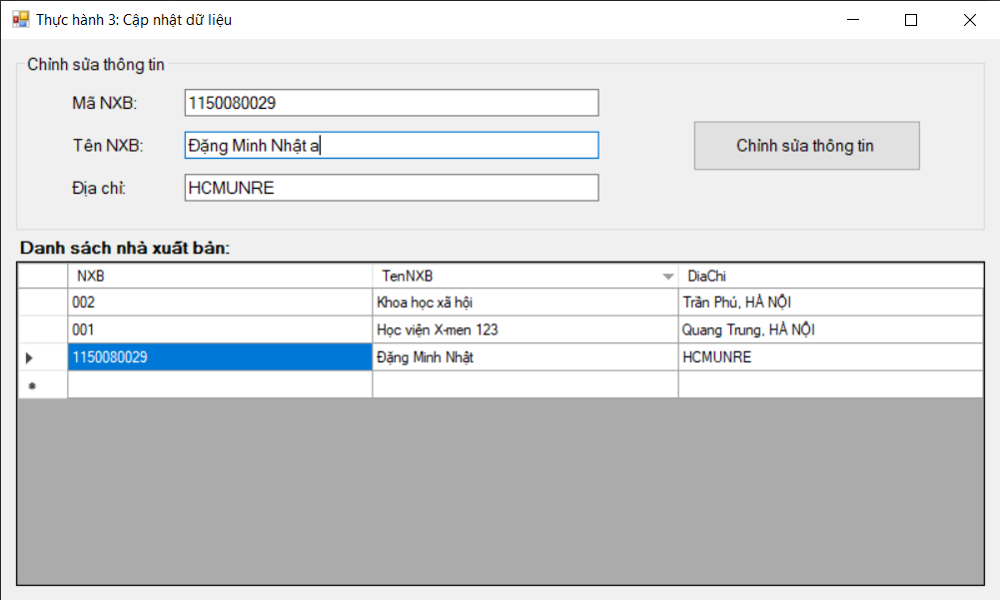 Thực hành 3: Cập nhật dữ liệu
Chỉnh sửa thông tin
Mã NXB: 1150080029
Tên NXB: Đặng Minh Nhật a
Chỉnh sửa thông tin
Địa chỉ: HCMUNRE
Danh sách nhà xuất bản:
NXB TenNXB DiaChi
002 Khoa học xã hội Trần Phú, HÀ NỘI
001 Học viện X-men 123 Quang Trung, HÀ NỘI
1150080029 Đặng Minh Nhật HCMUNRE